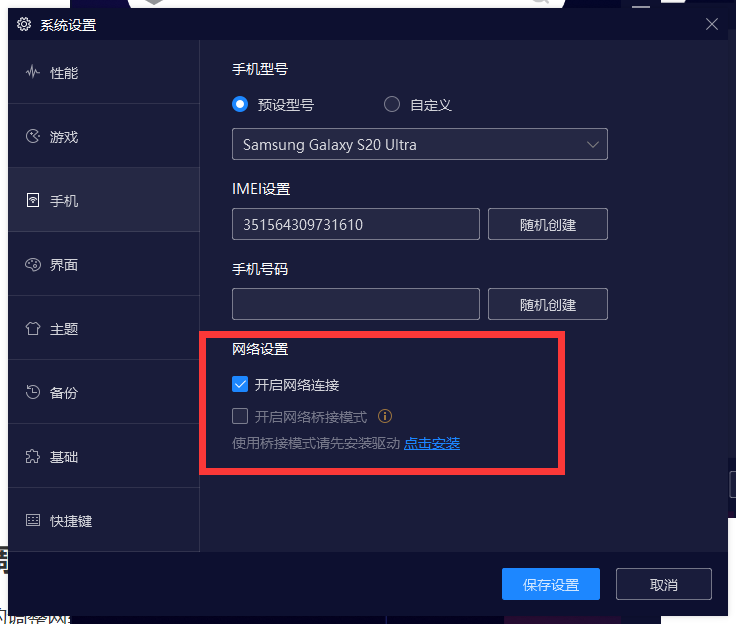 系统设置
性能
游戏
手机
界面
主题
备份
基础
快捷键
手机型号
预设型号 自定义
Samsung Galaxy S20 Ultra
IMEI设置
351564309731610 随机创建
手机号码
随机创建
网络设置
开启网络连接
开启网络桥接模式
使用桥接模式请先安装驱动 点击安装
保存设置 取消